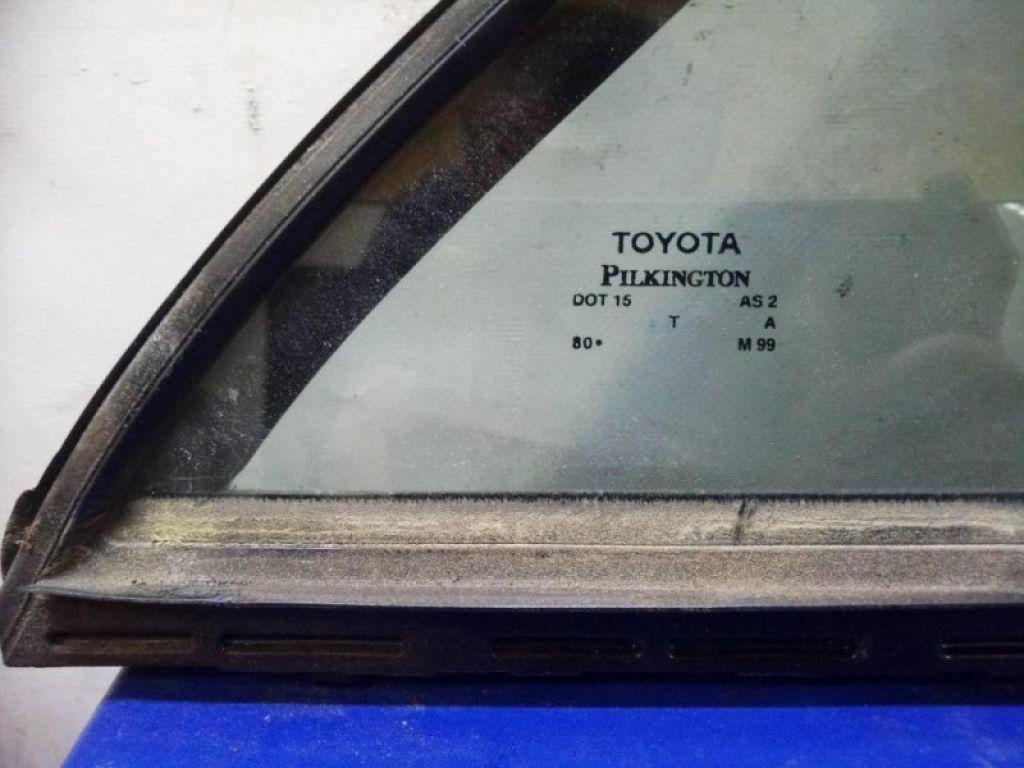 TOYOTA
PILKINGTON
DOT 15 AS 2
T A
80• M 99